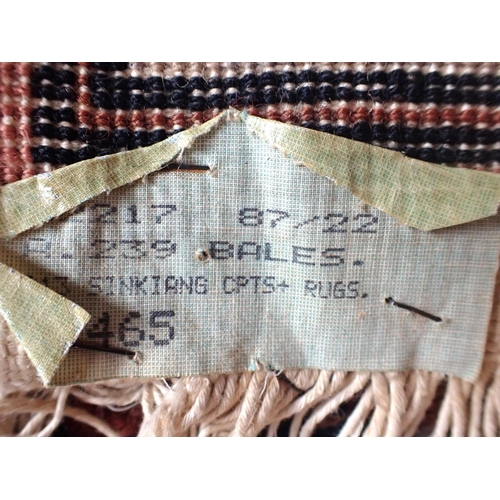 217 87/22
A. 239 BALES.
SINKIANG CPTS+ RUGS.
465